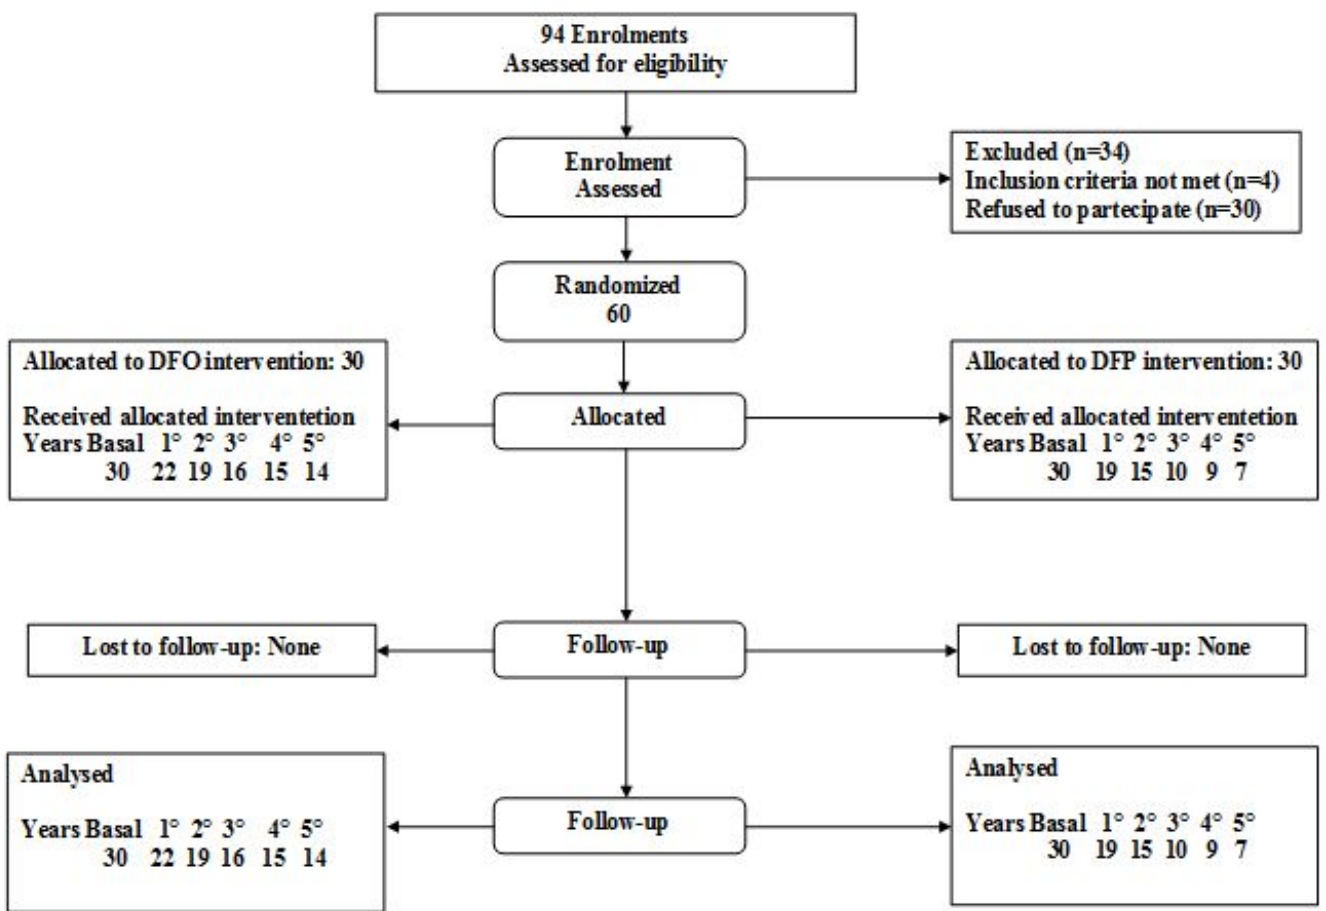 94 Enrolments
Assessed for eligibility
Enrolment
Assessed
Excluded (n=34)
Inclusion criteria not met (n=4)
Refused to partecipate (n=30)
Randomized
60
Allocated to DFO intervention: 30
Received allocated interventetion
Years Basal 1° 2° 3° 4° 5°
30 22 19 16 15 14
Allocated
Allocated to DFP intervention: 30
Received allocated interventetion
Years Basal 1° 2° 3° 4° 5°
30 19 15 10 9 7
Lost to follow-up: None
Follow-up
Lost to follow-up: None
Analysed
Years Basal 1° 2° 3° 4° 5°
30 22 19 16 15 14
Follow-up
Analysed
Years Basal 1° 2° 3° 4° 5°
30 19 15 10 9 7